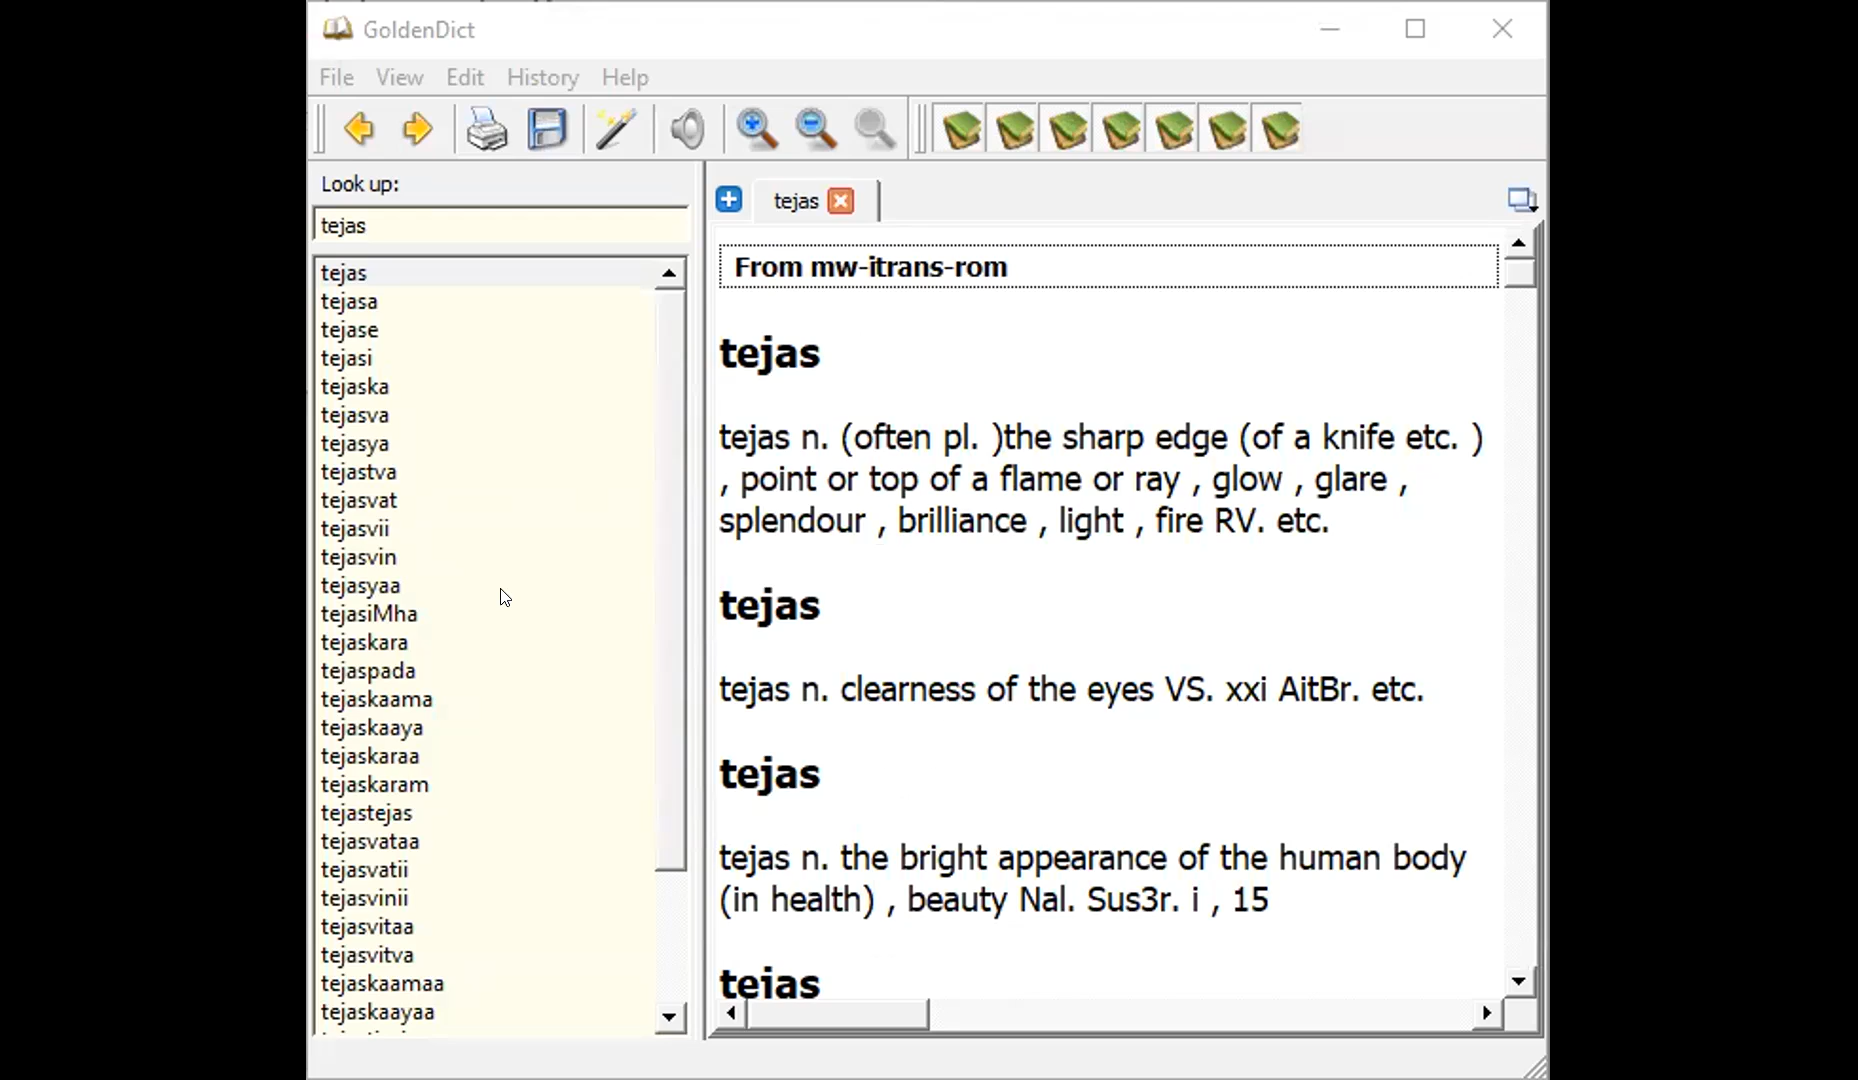 GoldenDict
File View Edit History Help
Look up:
tejas
tejas
tejasa
tejase
tejasi
tejaska
tejasva
tejasya
tejastva
tejasvat
tejasvii
tejasvin
tejasyaa
tejasiMha
tejaskara
tejaspada
tejaskaama
tejaskaaya
tejaskaraa
tejaskaram
tejastejas
tejasvataa
tejasvatii
tejasvinii
tejasvitaa
tejasvitva
tejaskaamaa
tejaskaayaa
tejas
From mw-itrans-rom
tejas
tejas n. (often pl. )the sharp edge (of a knife etc. )
, point or top of a flame or ray , glow , glare ,
splendour , brilliance , light , fire RV. etc.
tejas
tejas n. clearness of the eyes VS. xxi AitBr. etc.
tejas
tejas n. the bright appearance of the human body
(in health) , beauty Nal. Sus3r. i , 15
tejas